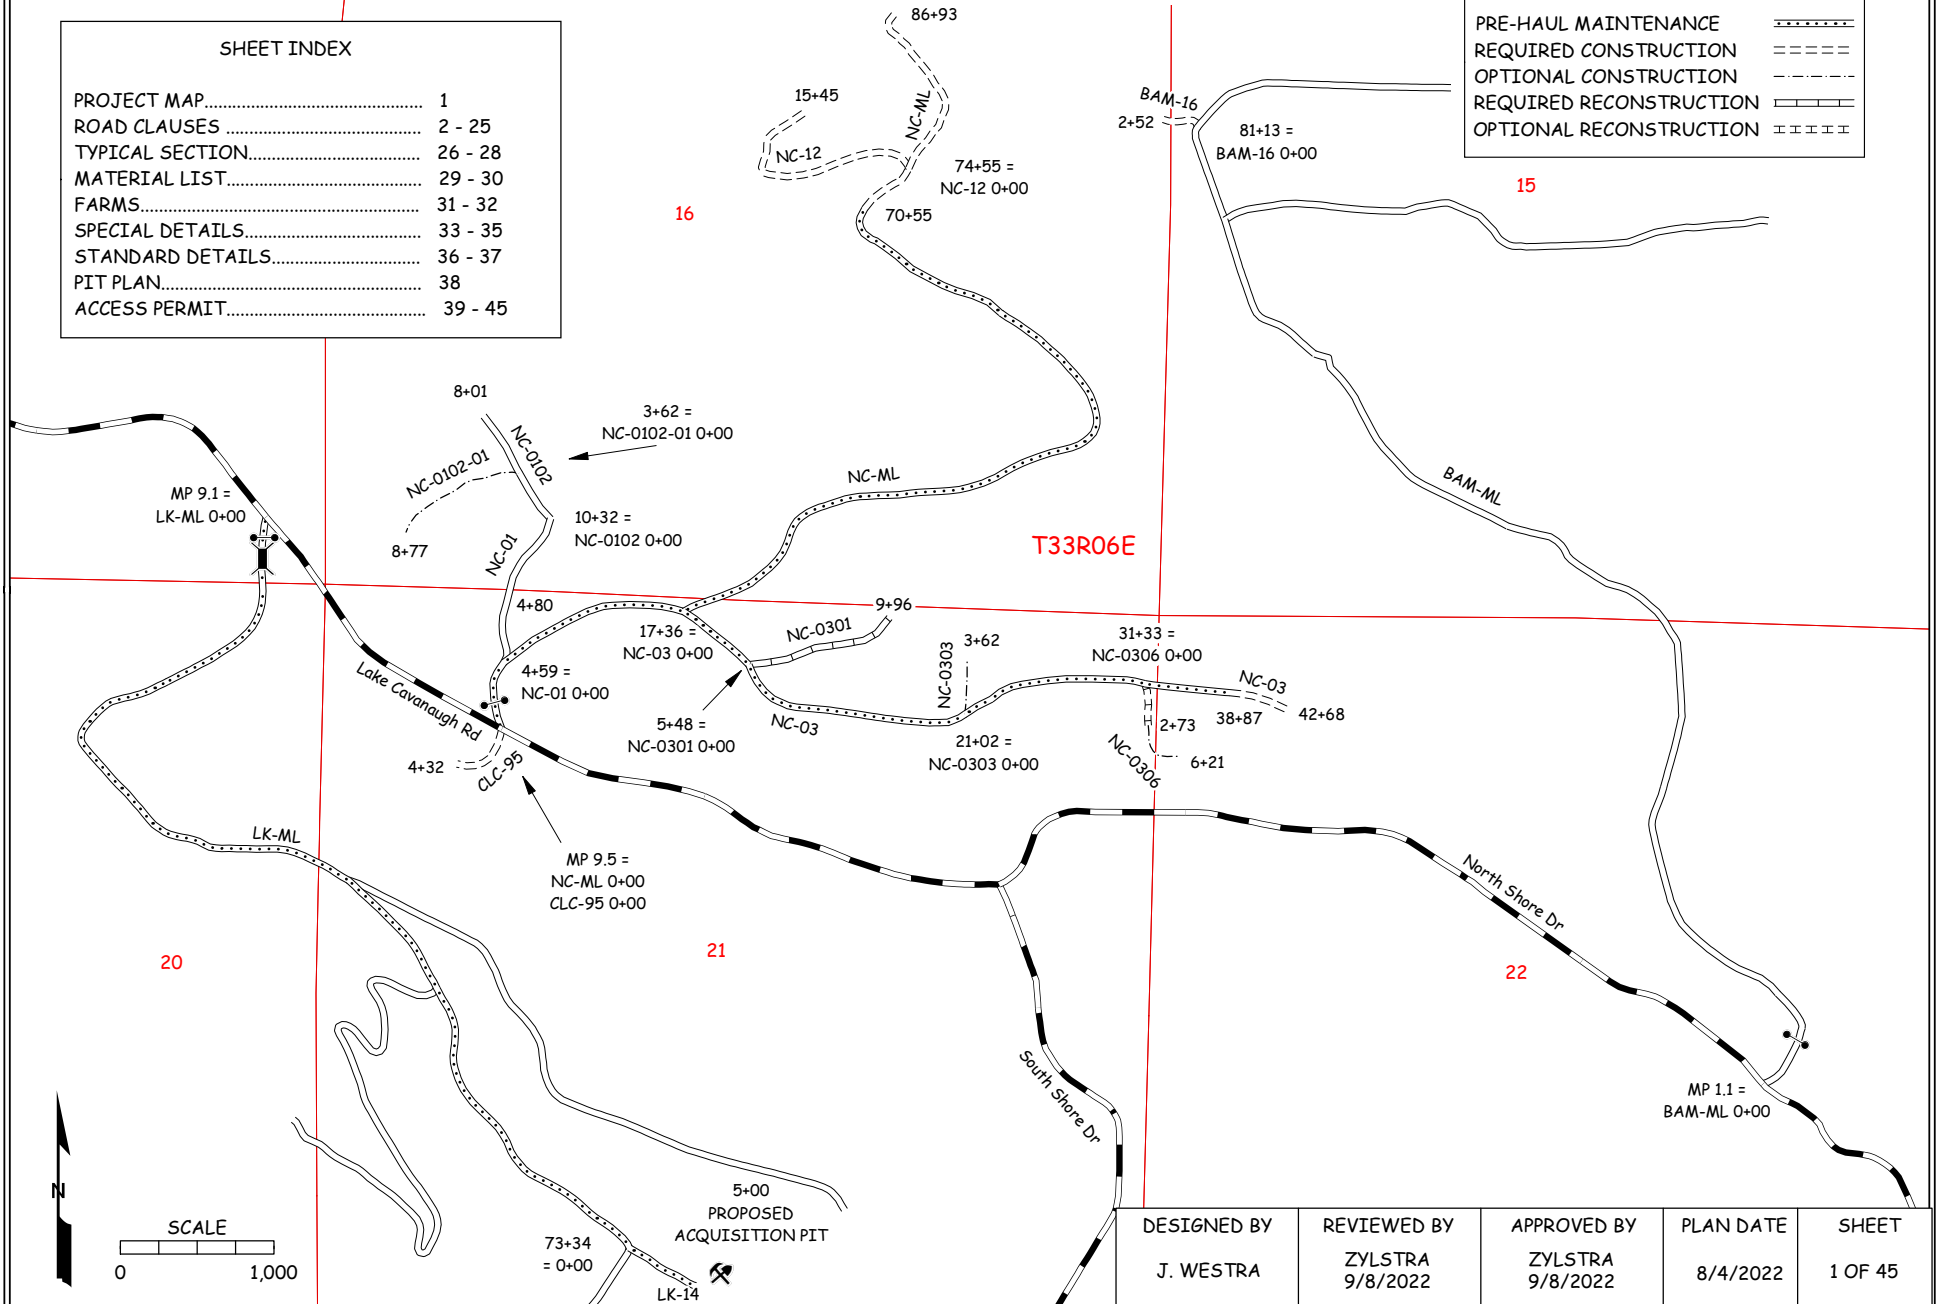 SHEET INDEX
PROJECT MAP........................................ 1
ROAD CLAUSES .................................... 2 - 25
TYPICAL SECTION................................ 26 - 28
MATERIAL LIST.................................... 29 - 30
FARMS................................................... 31 - 32
SPECIAL DETAILS................................. 33 - 35
STANDARD DETAILS............................ 36 - 37
PIT PLAN................................................ 38
ACCESS PERMIT..................................... 39 - 45
PRE-HAUL MAINTENANCE
REQUIRED CONSTRUCTION
OPTIONAL CONSTRUCTION
REQUIRED RECONSTRUCTION
OPTIONAL RECONSTRUCTION
86+93
15+45
NC-ML
NC-12
74+55 =
NC-12 0+00
70+55
16
BAM-16
2+52
81+13 =
BAM-16 0+00
15
8+01
3+62 =
NC-0102-01 0+00
NC-0102
NC-0102-01
8+77
10+32 =
NC-0102 0+00
NC-01
4+80
MP 9.1 =
LK-ML 0+00
NC-ML
BAM-ML
T33R06E
17+36 =
NC-03 0+00
NC-0301
9+96
NC-0303
3+62
31+33 =
NC-0306 0+00
NC-03
4+59 =
NC-01 0+00
Lake Cavanaugh Rd
5+48 =
NC-0301 0+00
NC-03
21+02 =
NC-0303 0+00
2+73
38+87
42+68
NC-0306
6+21
4+32
CLC-95
LK-ML
MP 9.5 =
NC-ML 0+00
CLC-95 0+00
North Shore Dr
20
21
22
South Shore Dr
MP 1.1 =
BAM-ML 0+00
N
SCALE
0 1,000
5+00
PROPOSED
ACQUISITION PIT
73+34
= 0+00
LK-14
DESIGNED BY
J. WESTRA
REVIEWED BY
ZYLSTRA
9/8/2022
APPROVED BY
ZYLSTRA
9/8/2022
PLAN DATE
8/4/2022
SHEET
1 OF 45